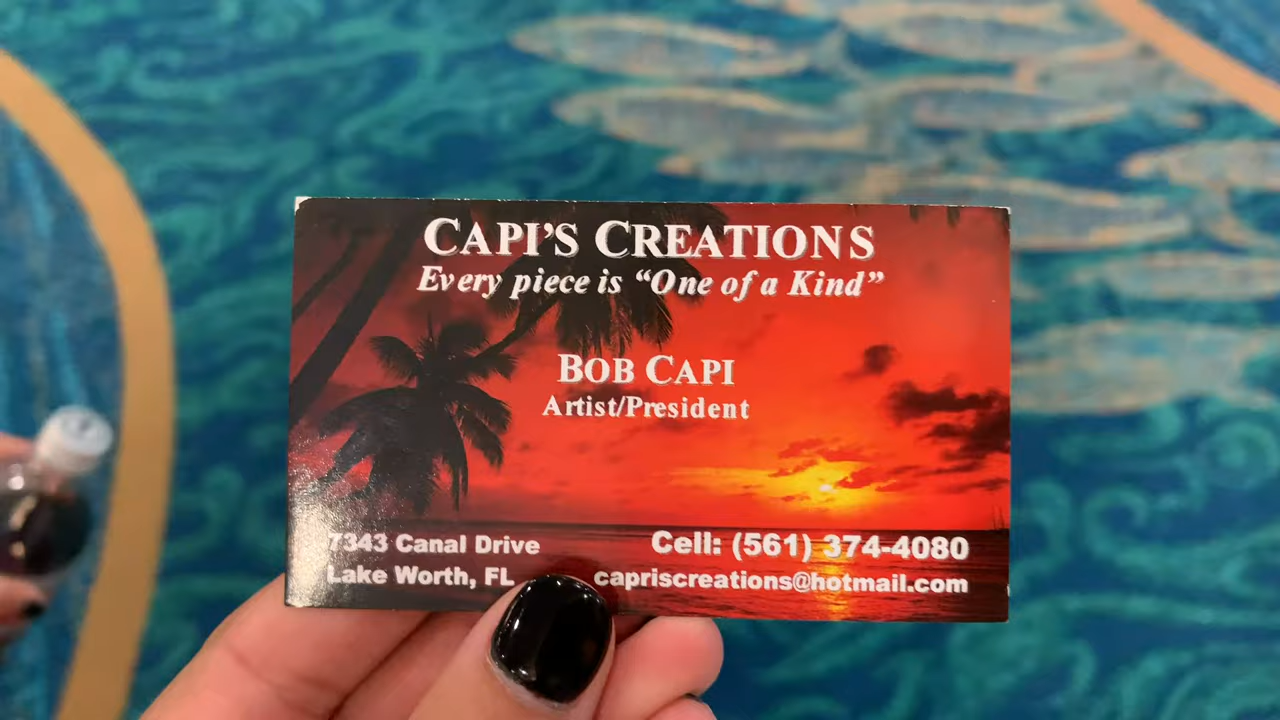 CAPI'S CREATIONS
Every piece is "One of a Kind"
BOB CAPI
Artist/President
7343 Canal Drive
Lake Worth, FL
Cell: (561) 374-4080
capriscreations@hotmail.com